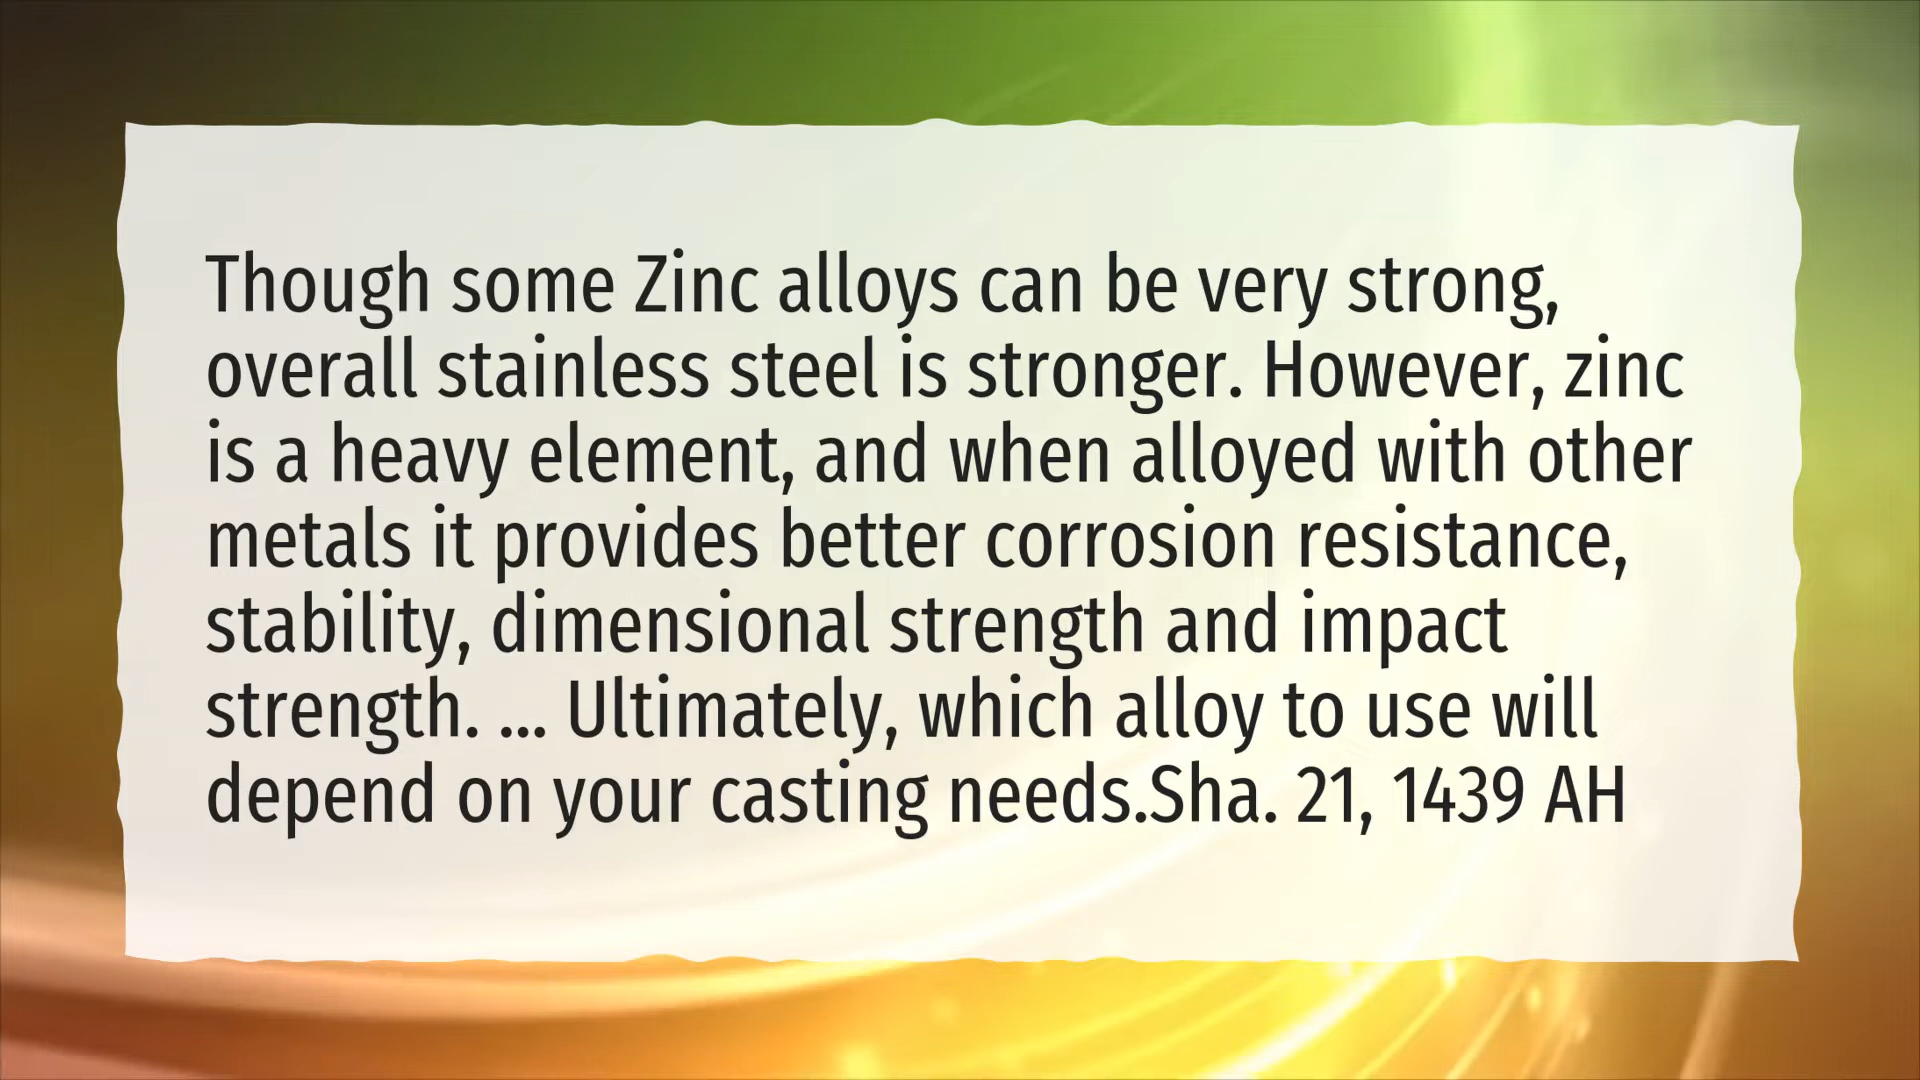 Though some Zinc alloys can be very strong,
overall stainless steel is stronger. However, zinc
is a heavy element, and when alloyed with other
metals it provides better corrosion resistance,
stability, dimensional strength and impact
strength. ... Ultimately, which alloy to use will
depend on your casting needs.Sha. 21, 1439 AH